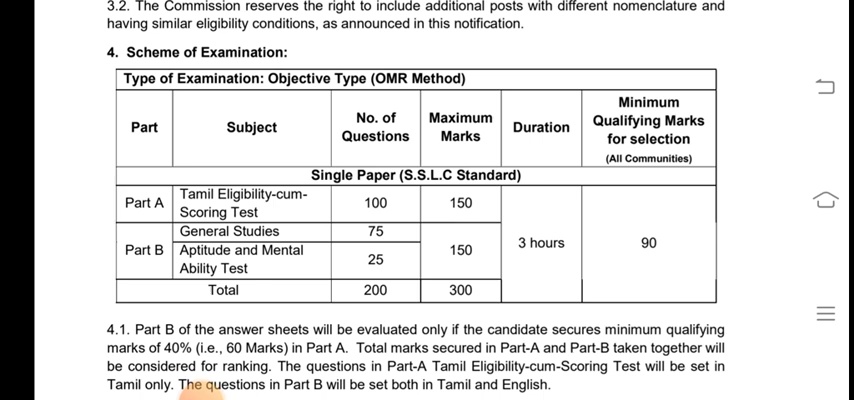 3.2. The Commission reserves the right to include additional posts with different nomenclature and
having similar eligibility conditions, as announced in this notification.
4. Scheme of Examination:
Type of Examination: Objective Type (OMR Method)
Part Subject No. of Questions Maximum Marks Duration Minimum Qualifying Marks for selection (All Communities)
Single Paper (S.S.L.C Standard)
Part A Tamil Eligibility-cum-Scoring Test 100 150 3 hours 90
Part B General Studies 75 150
Aptitude and Mental Ability Test 25
Total 200 300
4.1. Part B of the answer sheets will be evaluated only if the candidate secures minimum qualifying
marks of 40% (i.e., 60 Marks) in Part A. Total marks secured in Part-A and Part-B taken together will
be considered for ranking. The questions in Part-A Tamil Eligibility-cum-Scoring Test will be set in
Tamil only. The questions in Part B will be set both in Tamil and English.